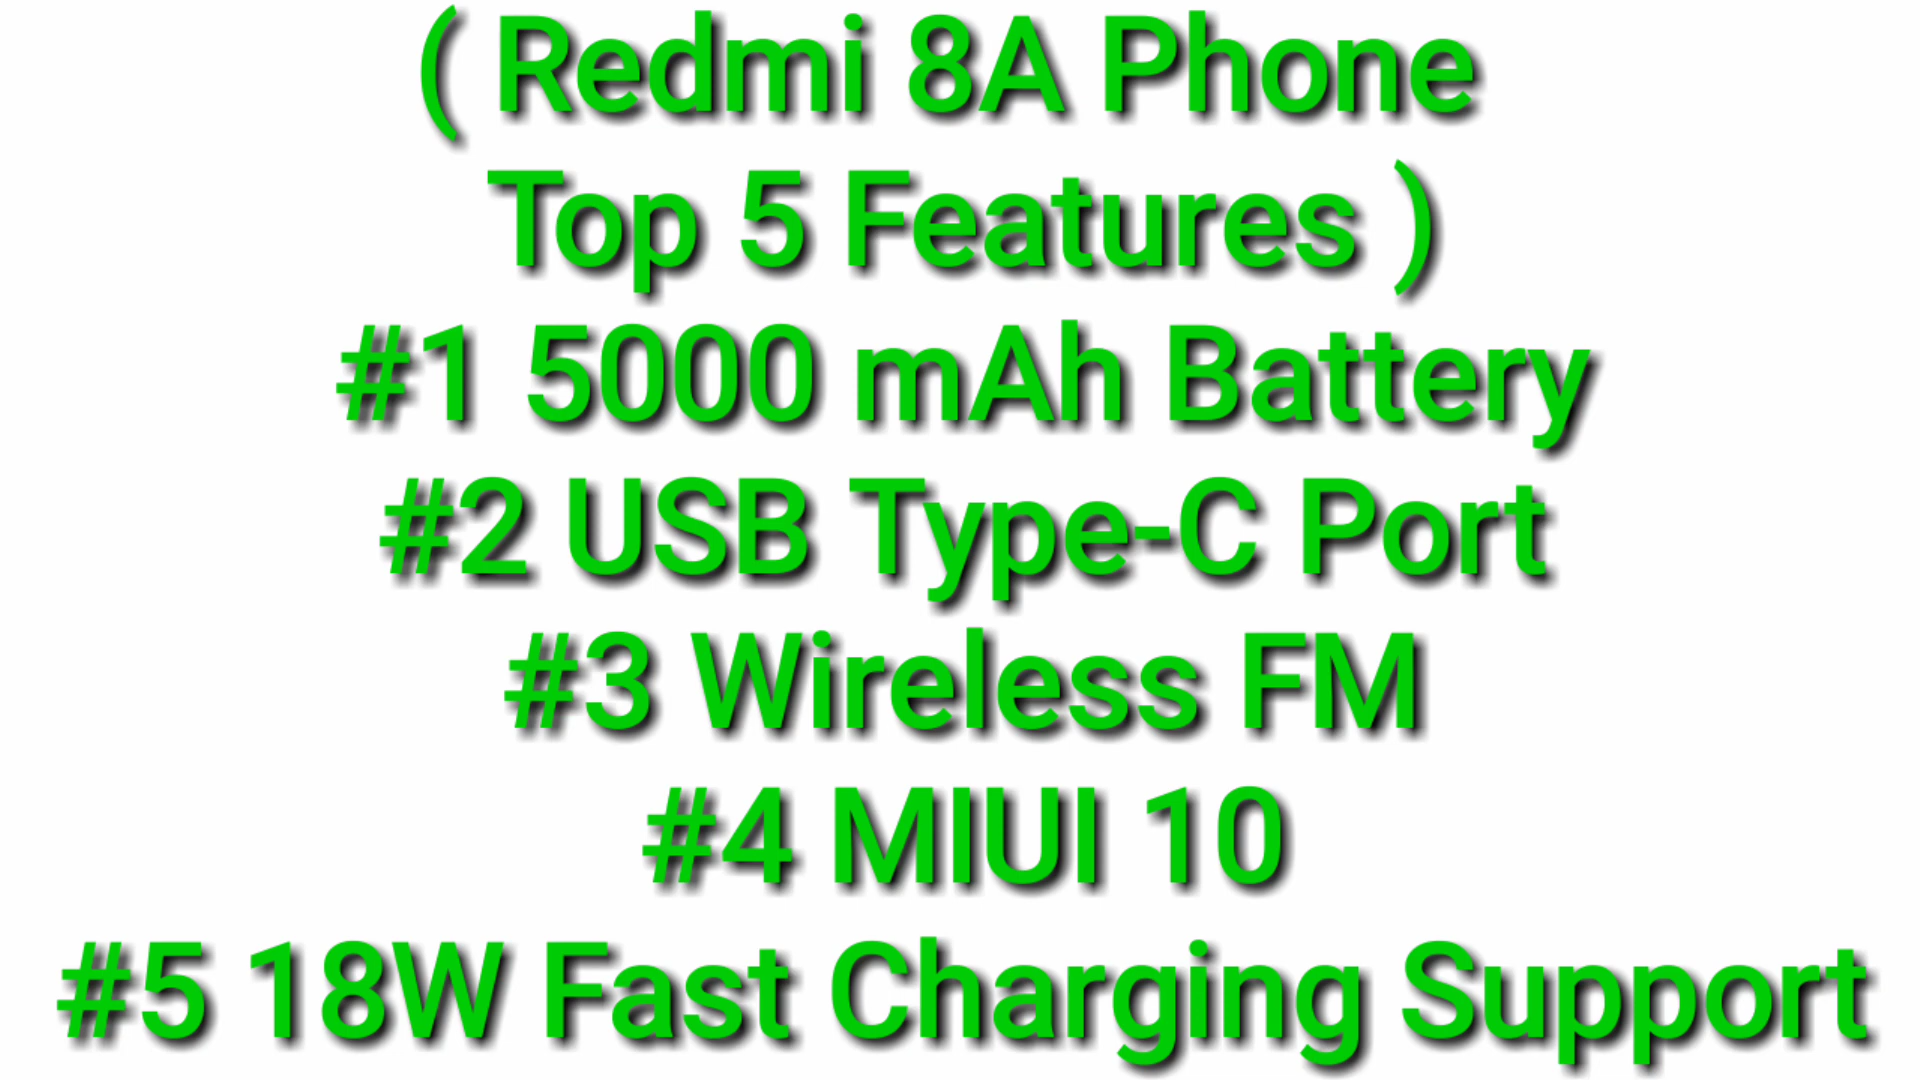 ( Redmi 8A Phone
Top 5 Features )
#1 5000 mAh Battery
#2 USB Type-C Port
#3 Wireless FM
#4 MIUI 10
#5 18W Fast Charging Support